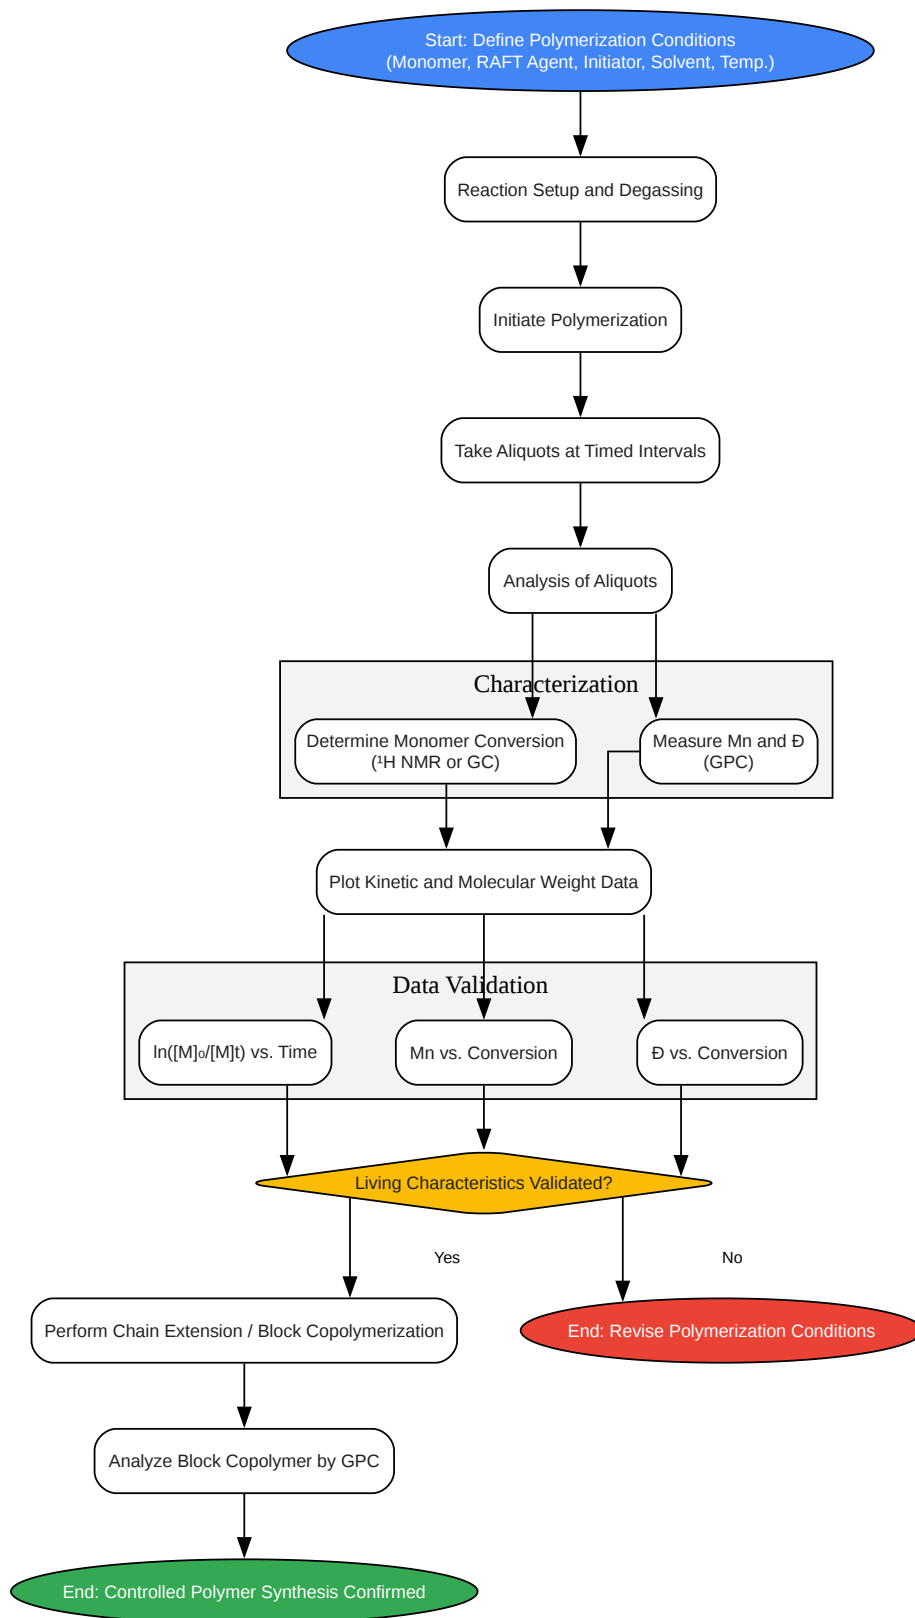 Start: Define Polymerization Conditions
(Monomer, RAFT Agent, Initiator, Solvent, Temp.)
Reaction Setup and Degassing
Initiate Polymerization
Take Aliquots at Timed Intervals
Analysis of Aliquots
Characterization
Determine Monomer Conversion
(¹H NMR or GC)
Measure Mn and Đ
(GPC)
Plot Kinetic and Molecular Weight Data
Data Validation
ln([M]₀/[M]t) vs. Time
Mn vs. Conversion
Đ vs. Conversion
Living Characteristics Validated?
Yes
No
Perform Chain Extension / Block Copolymerization
End: Revise Polymerization Conditions
Analyze Block Copolymer by GPC
End: Controlled Polymer Synthesis Confirmed